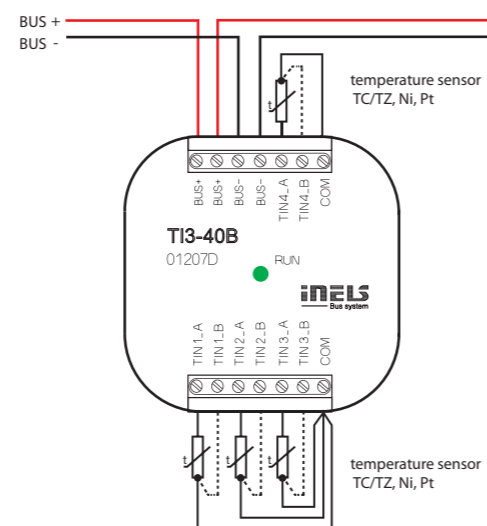 BUS +
BUS -
t
temperature sensor
TC/TZ, Ni, Pt
BUS+
BUS+
BUS-
BUS-
TIN4_A
TIN4_B
COM
TI3-40B
01207D
RUN
iNELS
Bus system
TIN1_A
TIN1_B
TIN2_A
TIN2_B
TIN3_A
TIN3_B
COM
t
t
t
temperature sensor
TC/TZ, Ni, Pt